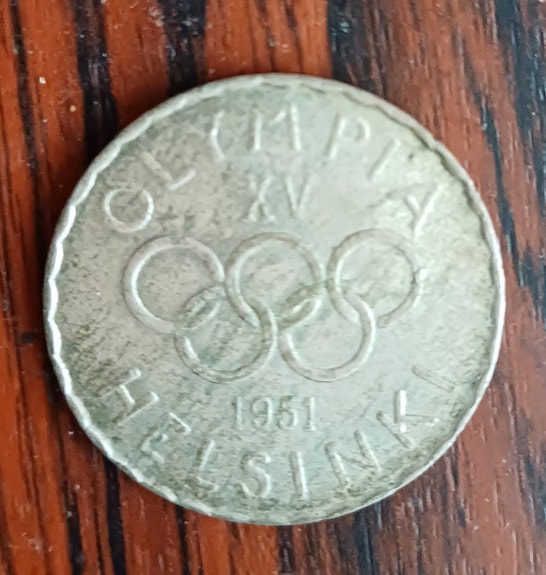 OLYMPIA
XV
1951
HELSINKI